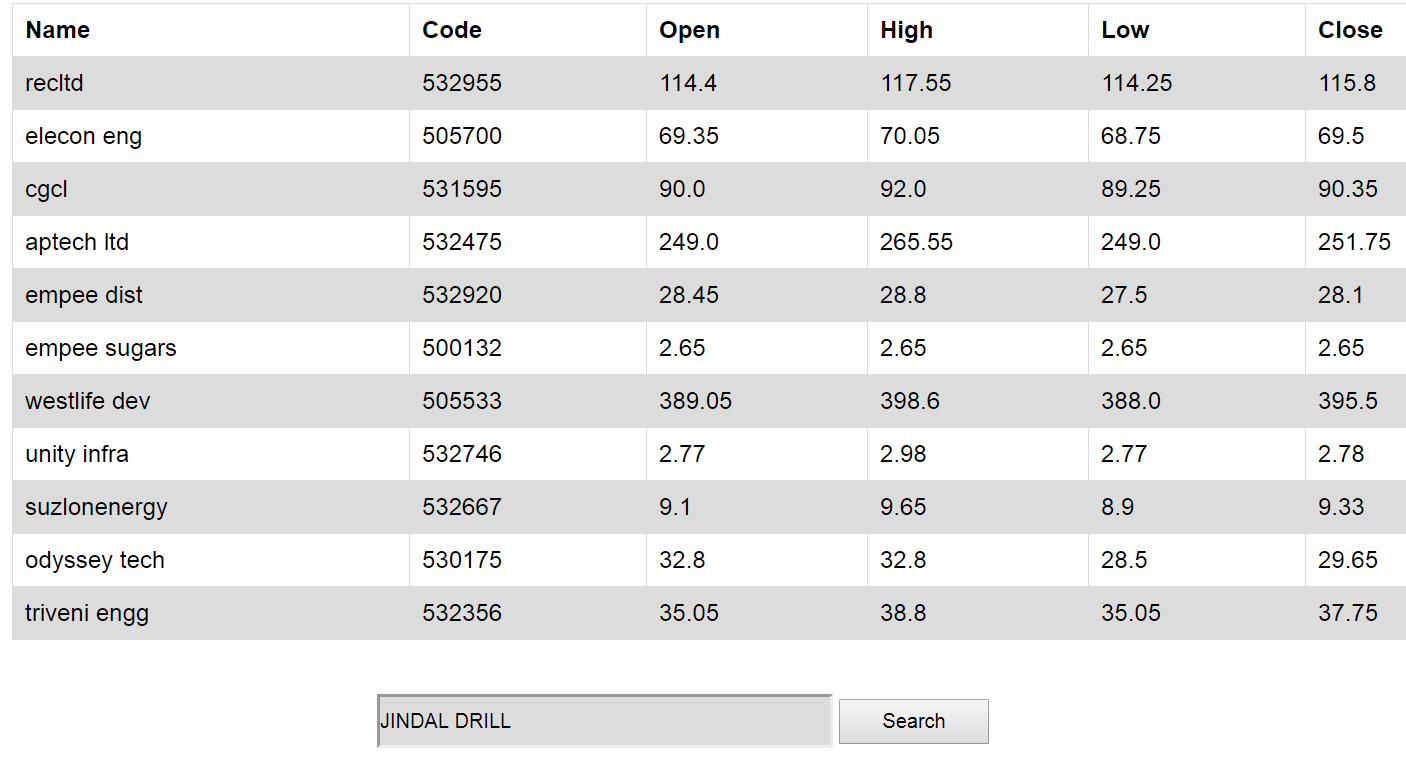 Name Code Open High Low Close
recltd 532955 114.4 117.55 114.25 115.8
elecon eng 505700 69.35 70.05 68.75 69.5
cgcl 531595 90.0 92.0 89.25 90.35
aptech ltd 532475 249.0 265.55 249.0 251.75
empee dist 532920 28.45 28.8 27.5 28.1
empee sugars 500132 2.65 2.65 2.65 2.65
westlife dev 505533 389.05 398.6 388.0 395.5
unity infra 532746 2.77 2.98 2.77 2.78
suzlonenergy 532667 9.1 9.65 8.9 9.33
odyssey tech 530175 32.8 32.8 28.5 29.65
triveni engg 532356 35.05 38.8 35.05 37.75
JINDAL DRILL Search